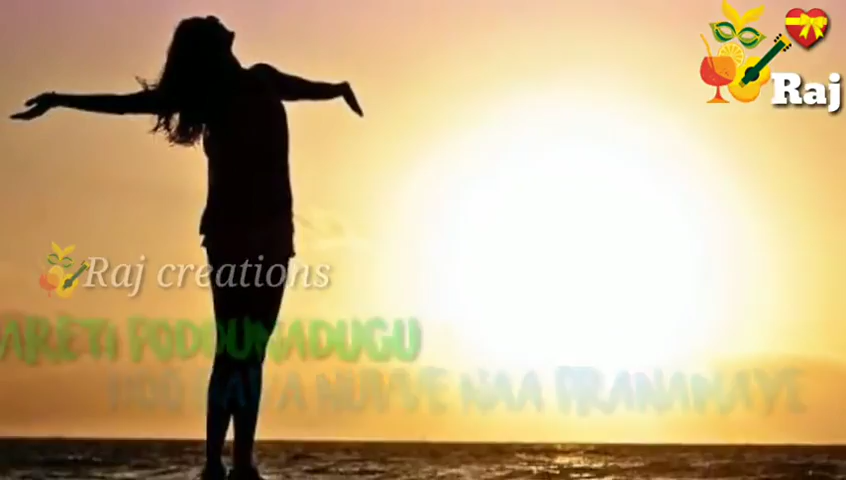 Raj
Raj creations
ARETI PODDUNADUGU
NUVVE NAA PRANAMAYE